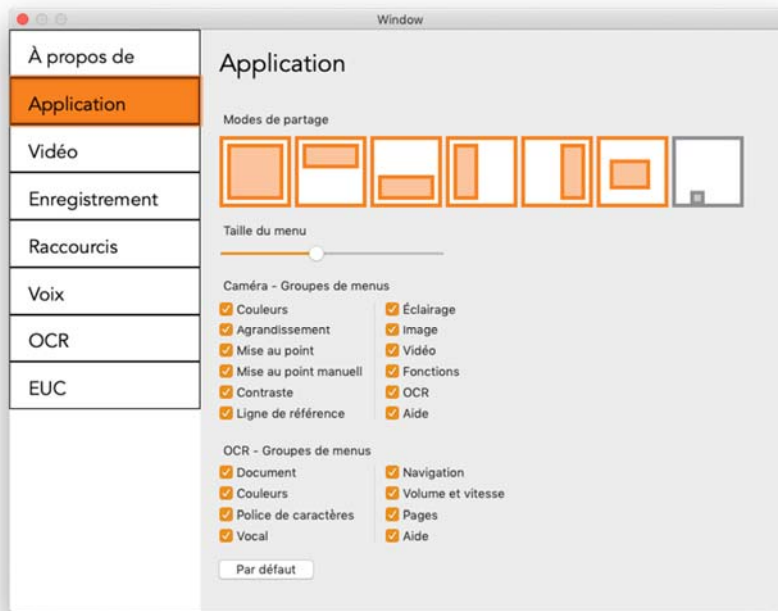 Window
À propos de
Application
Vidéo
Enregistrement
Raccourcis
Voix
OCR
EUC
Application
Modes de partage
Taille du menu
Caméra - Groupes de menus
Couleurs
Agrandissement
Mise au point
Mise au point manuell
Contraste
Ligne de référence
Éclairage
Image
Vidéo
Fonctions
OCR
Aide
OCR - Groupes de menus
Document
Couleurs
Police de caractères
Vocal
Navigation
Volume et vitesse
Pages
Aide
Par défaut